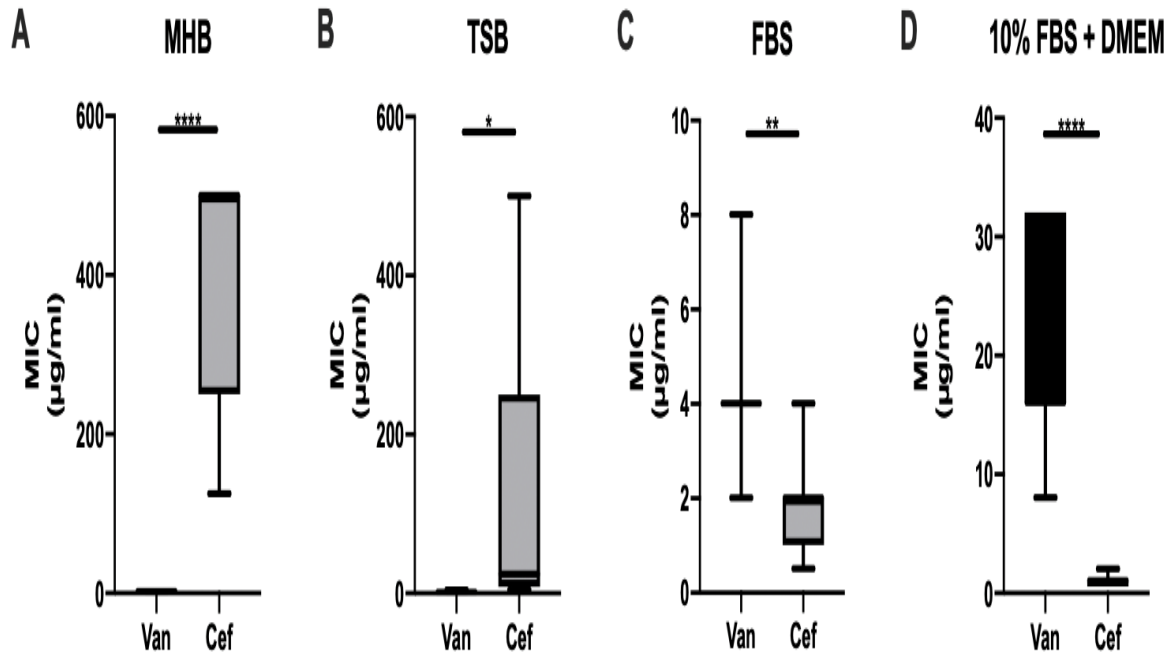 A
MHB
MIC
(µg/ml)
600
400
200
0
****
Van
Cef
B
TSB
MIC
(µg/ml)
600
400
200
0
*
Van
Cef
C
FBS
MIC
(µg/ml)
10
8
6
4
2
0
**
Van
Cef
D
10% FBS + DMEM
MIC
(µg/ml)
40
30
20
10
0
****
Van
Cef